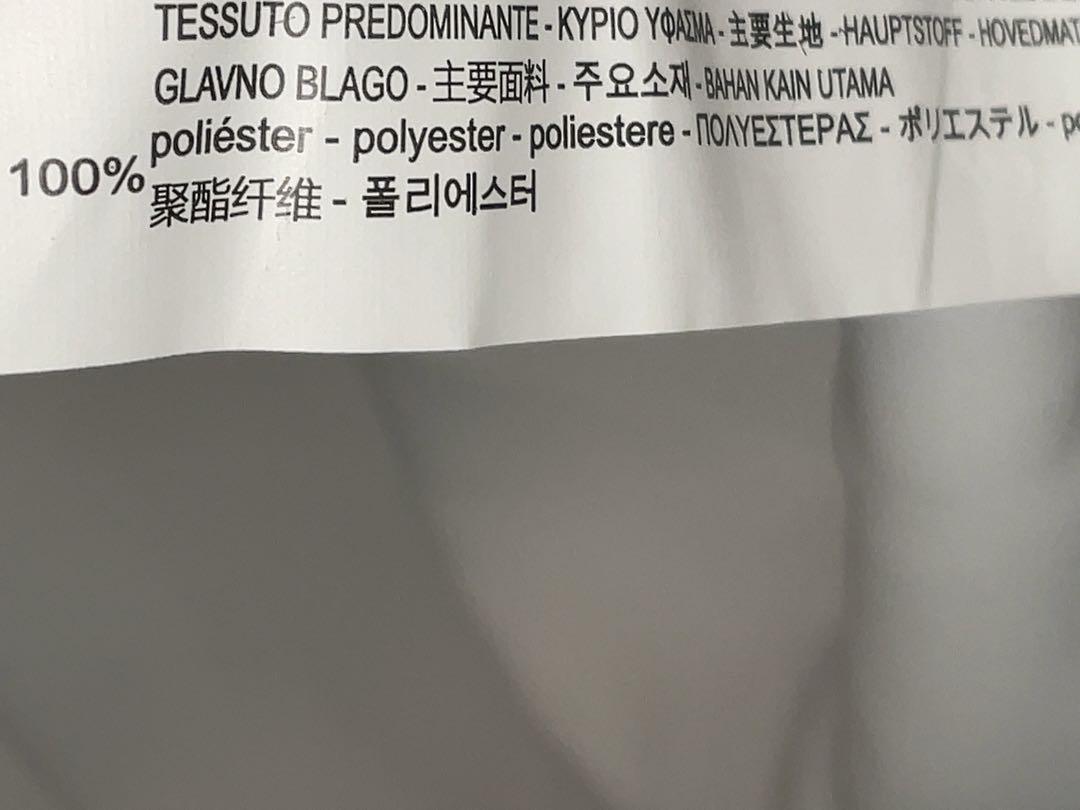 TESSUTO PREDOMINANTE - ΚΥΡΙΟ ΥΦΑΣΜΑ - 主要生地 - HAUPTSTOFF - HOVEDMAT
GLAVNO BLAGO - 主要面料 - 주요소재 - BAHAN KAIN UTAMA
poliéster - polyester - poliestere - ΠΟΛΥΕΣΤΕΡΑΣ - ポリエステル - po
100%
聚酯纤维 - 폴리에스터